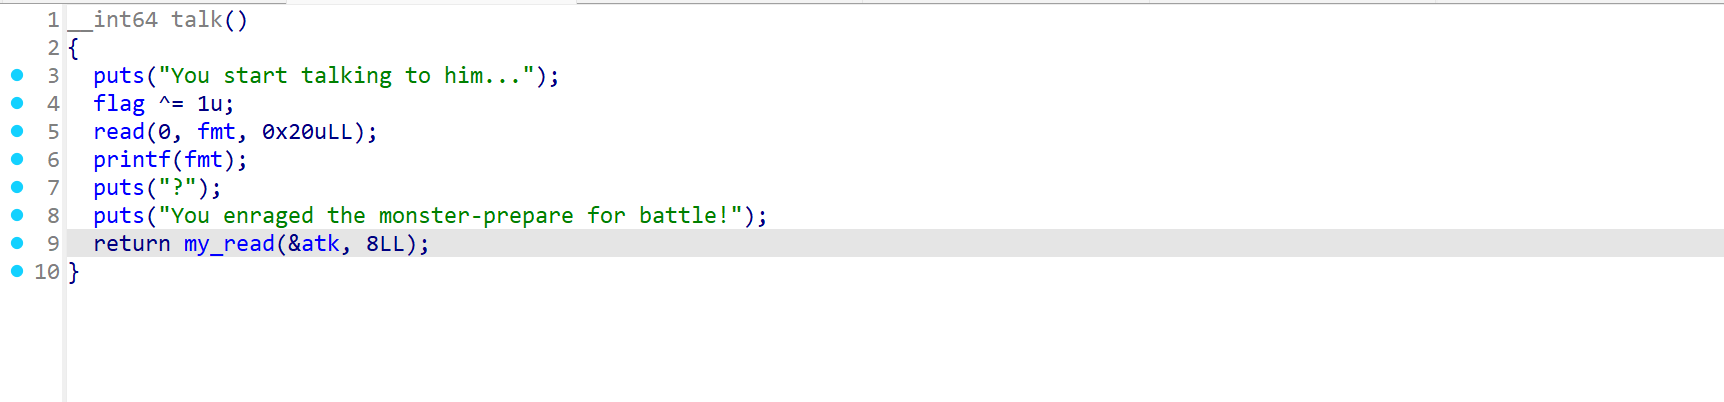 1 __int64 talk()
2 {
3   puts("You start talking to him...");
4   flag ^= 1u;
5   read(0, fmt, 0x20uLL);
6   printf(fmt);
7   puts("?");
8   puts("You enraged the monster-prepare for battle!");
9   return my_read(&atk, 8LL);
10 }